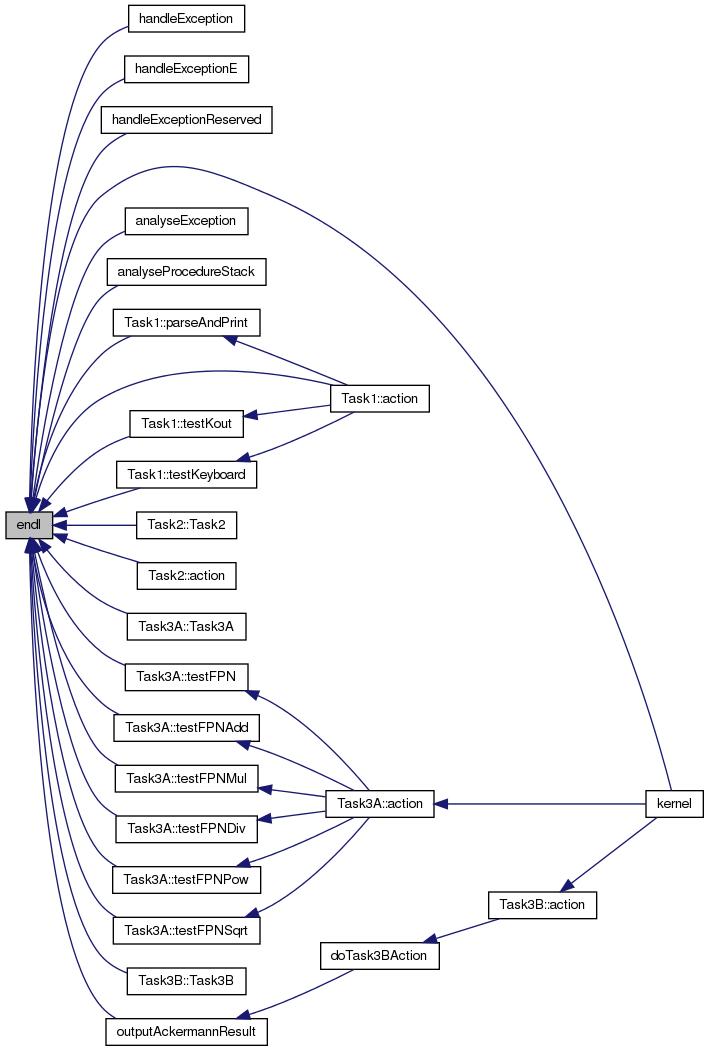 handleException
handleExceptionE
handleExceptionReserved
analyseException
analyseProcedureStack
Task1::parseAndPrint
Task1::action
Task1::testKout
Task1::testKeyboard
endl
Task2::Task2
Task2::action
Task3A::Task3A
Task3A::testFPN
Task3A::testFPNAdd
Task3A::testFPNMul
Task3A::action
kernel
Task3A::testFPNDiv
Task3A::testFPNPow
Task3B::action
Task3A::testFPNSqrt
doTask3BAction
Task3B::Task3B
outputAckermannResult